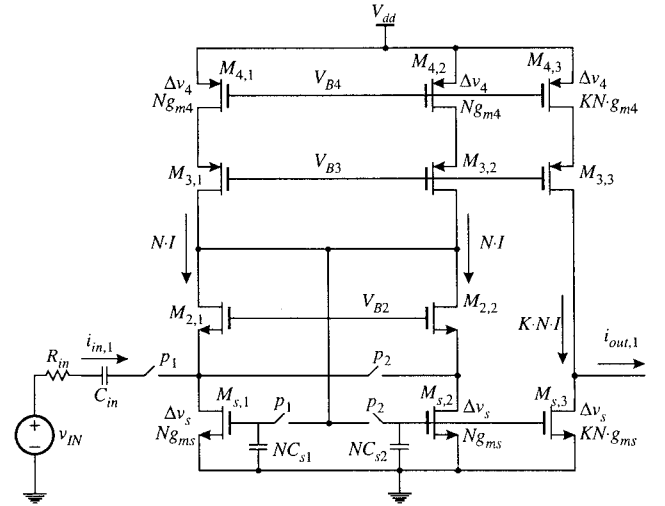 V_dd
M_4,1
M_4,2
M_4,3
Δv_4
V_B4
Δv_4
Δv_4
Ng_m4
Ng_m4
KN·g_m4
M_3,1
V_B3
M_3,2
M_3,3
N·I
N·I
M_2,1
V_B2
M_2,2
K·N·I
i_out,1
i_in,1
R_in
p_1
p_2
C_in
M_s,1
p_1
p_2
M_s,2
M_s,3
v_IN
Δv_s
Δv_s
Δv_s
Ng_ms
NC_s1
NC_s2
Ng_ms
KN·g_ms